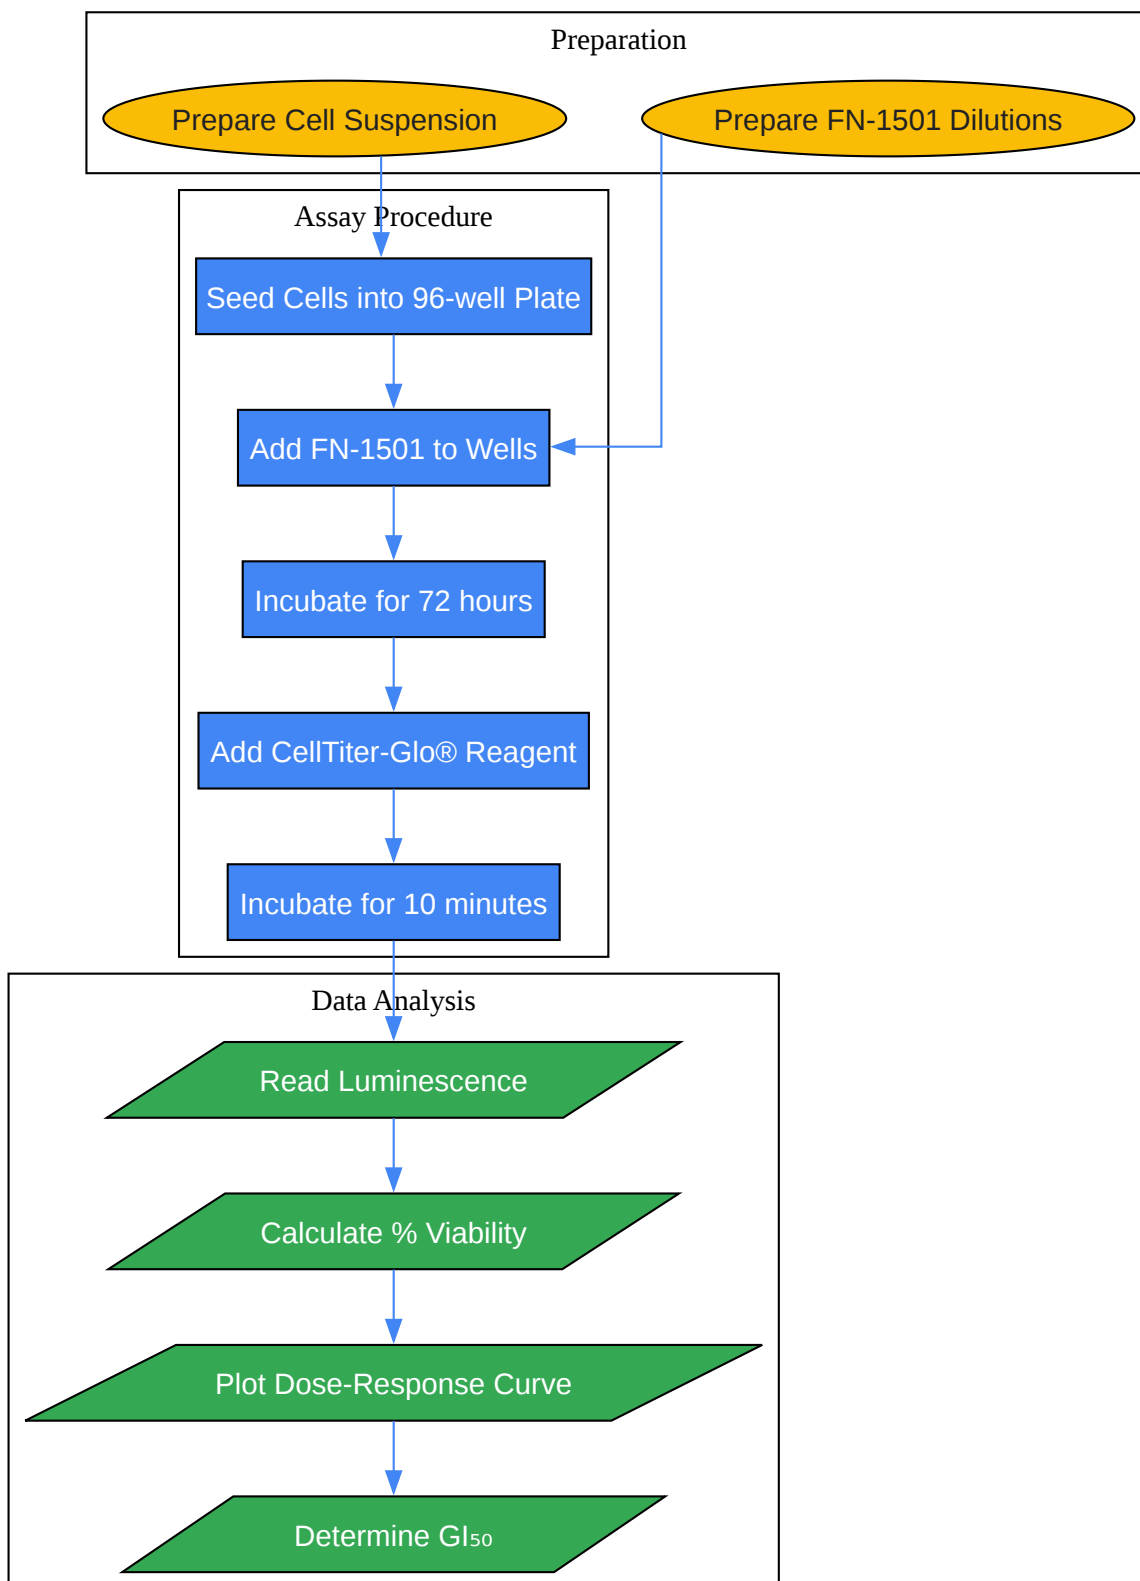 Preparation
Prepare Cell Suspension
Prepare FN-1501 Dilutions
Assay Procedure
Seed Cells into 96-well Plate
Add FN-1501 to Wells
Incubate for 72 hours
Add CellTiter-Glo® Reagent
Incubate for 10 minutes
Data Analysis
Read Luminescence
Calculate % Viability
Plot Dose-Response Curve
Determine GI₅₀